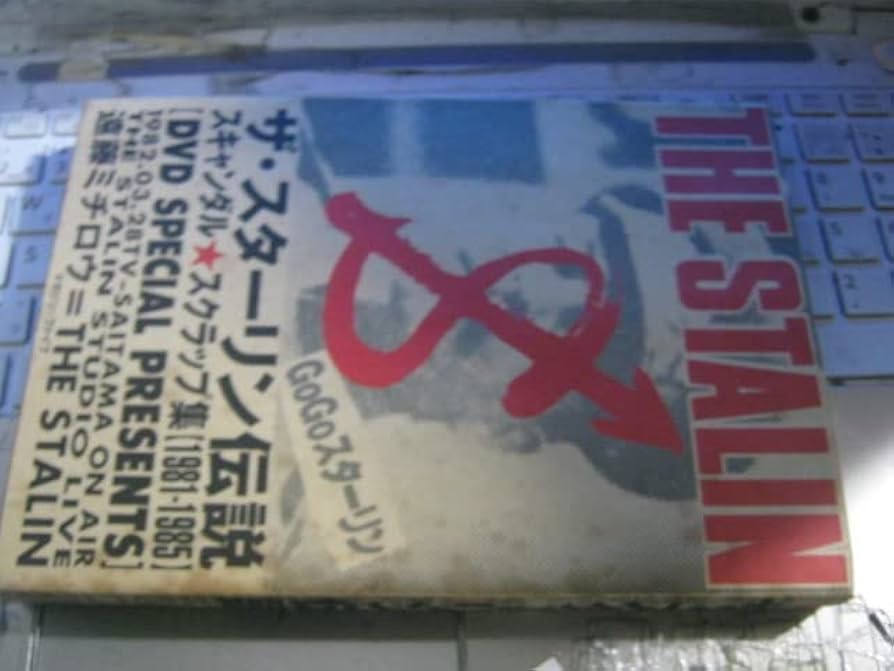 THE STALIN
GoGoスターリン
ザ・スターリン伝説
スキャンダル★スクラップ集[1981-1985]
[DVD SPECIAL PRESENTS]
1982.03.28TV-SAITAMA ON AIR
THE STALIN STUDIO LIVE
遠藤ミチロウ=THE STALIN